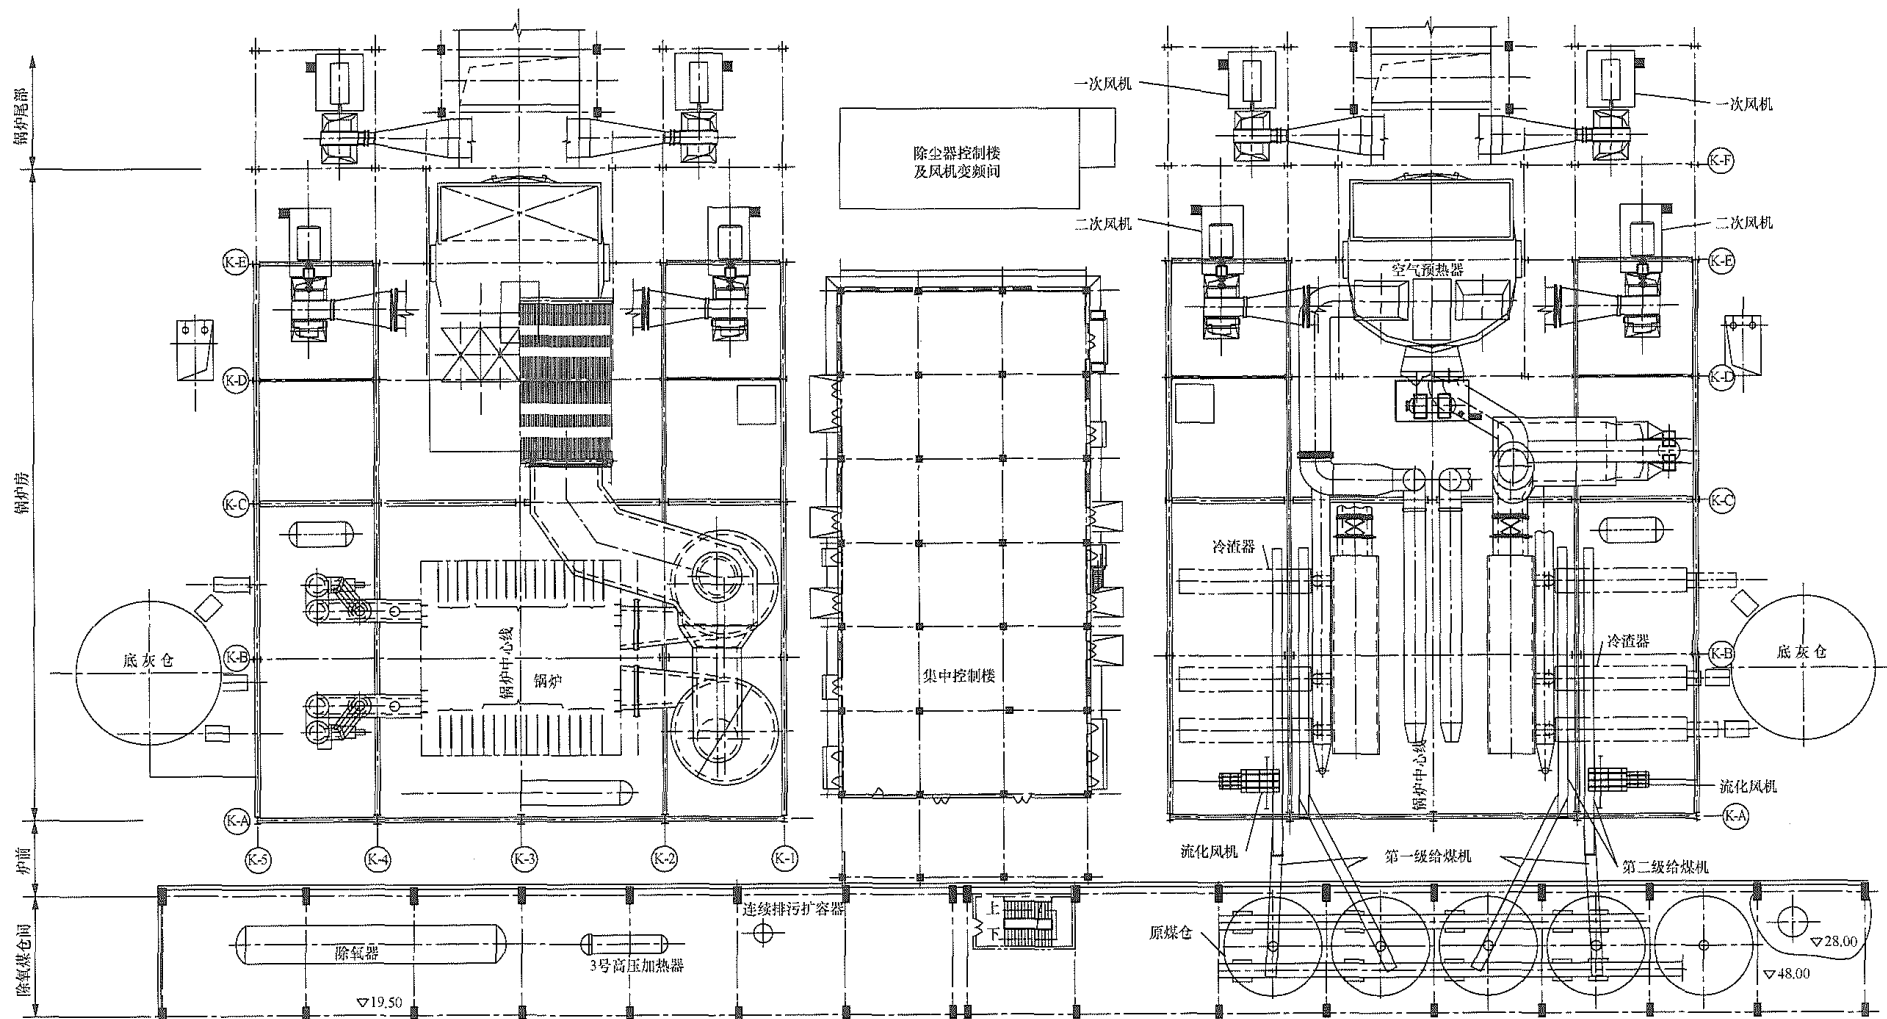 锅炉尾部
锅炉房
炉前
除氧煤仓间
一次风机
一次风机
除尘器控制楼
及风机变频间
K-F
二次风机
二次风机
K-E
K-E
空气预热器
K-D
K-D
K-C
K-C
冷渣器
冷渣器
底灰仓
K-B
锅炉中心线
锅炉
集中控制楼
K-B
底灰仓
锅炉中心线
流化风机
流化风机
K-A
K-A
K-5
K-4
K-3
K-2
K-1
第一级给煤机
第二级给煤机
连续排污扩容器
上
下
除氧器
3号高压加热器
原煤仓
▽28.00
▽48.00
▽19.50